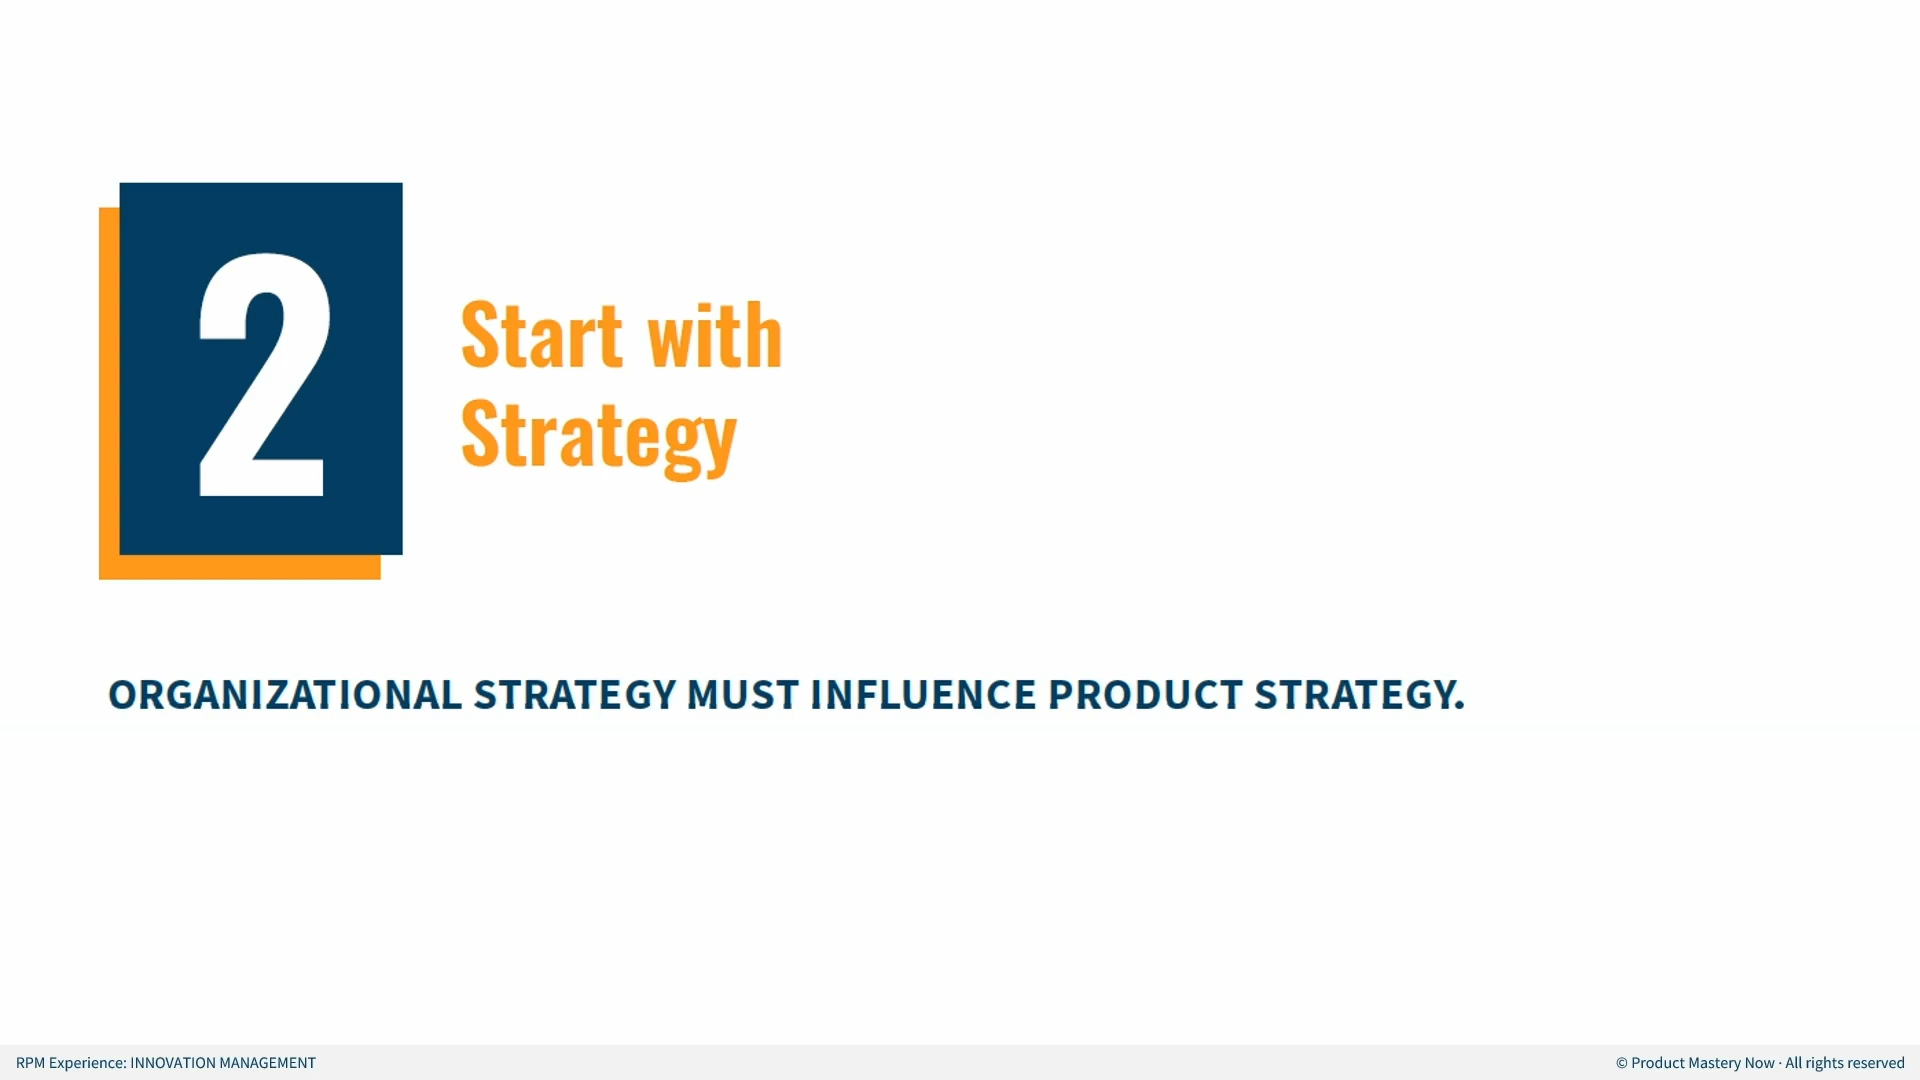 2
Start with
Strategy
ORGANIZATIONAL STRATEGY MUST INFLUENCE PRODUCT STRATEGY.
RPM Experience: INNOVATION MANAGEMENT
© Product Mastery Now · All rights reserved